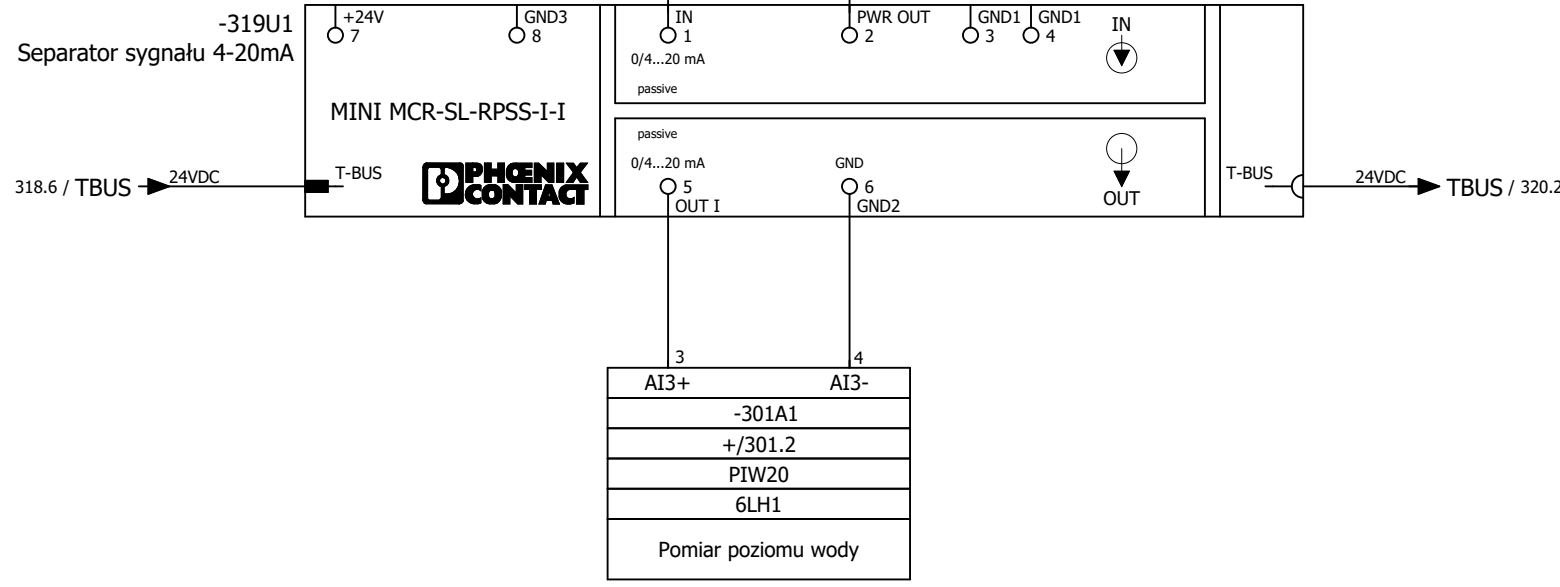 -319U1
Separator sygnału 4-20mA
+24V
7
GND3
8
IN
1
PWR OUT
2
GND1
3
GND1
4
IN
0/4...20 mA
passive
MINI MCR-SL-RPSS-I-I
passive
0/4...20 mA
GND
318.6 / TBUS
24VDC
T-BUS
PHŒNIX
CONTACT
5
OUT I
6
GND2
OUT
T-BUS
24VDC
TBUS / 320.2
3
4
AI3+
AI3-
-301A1
+/301.2
PIW20
6LH1
Pomiar poziomu wody